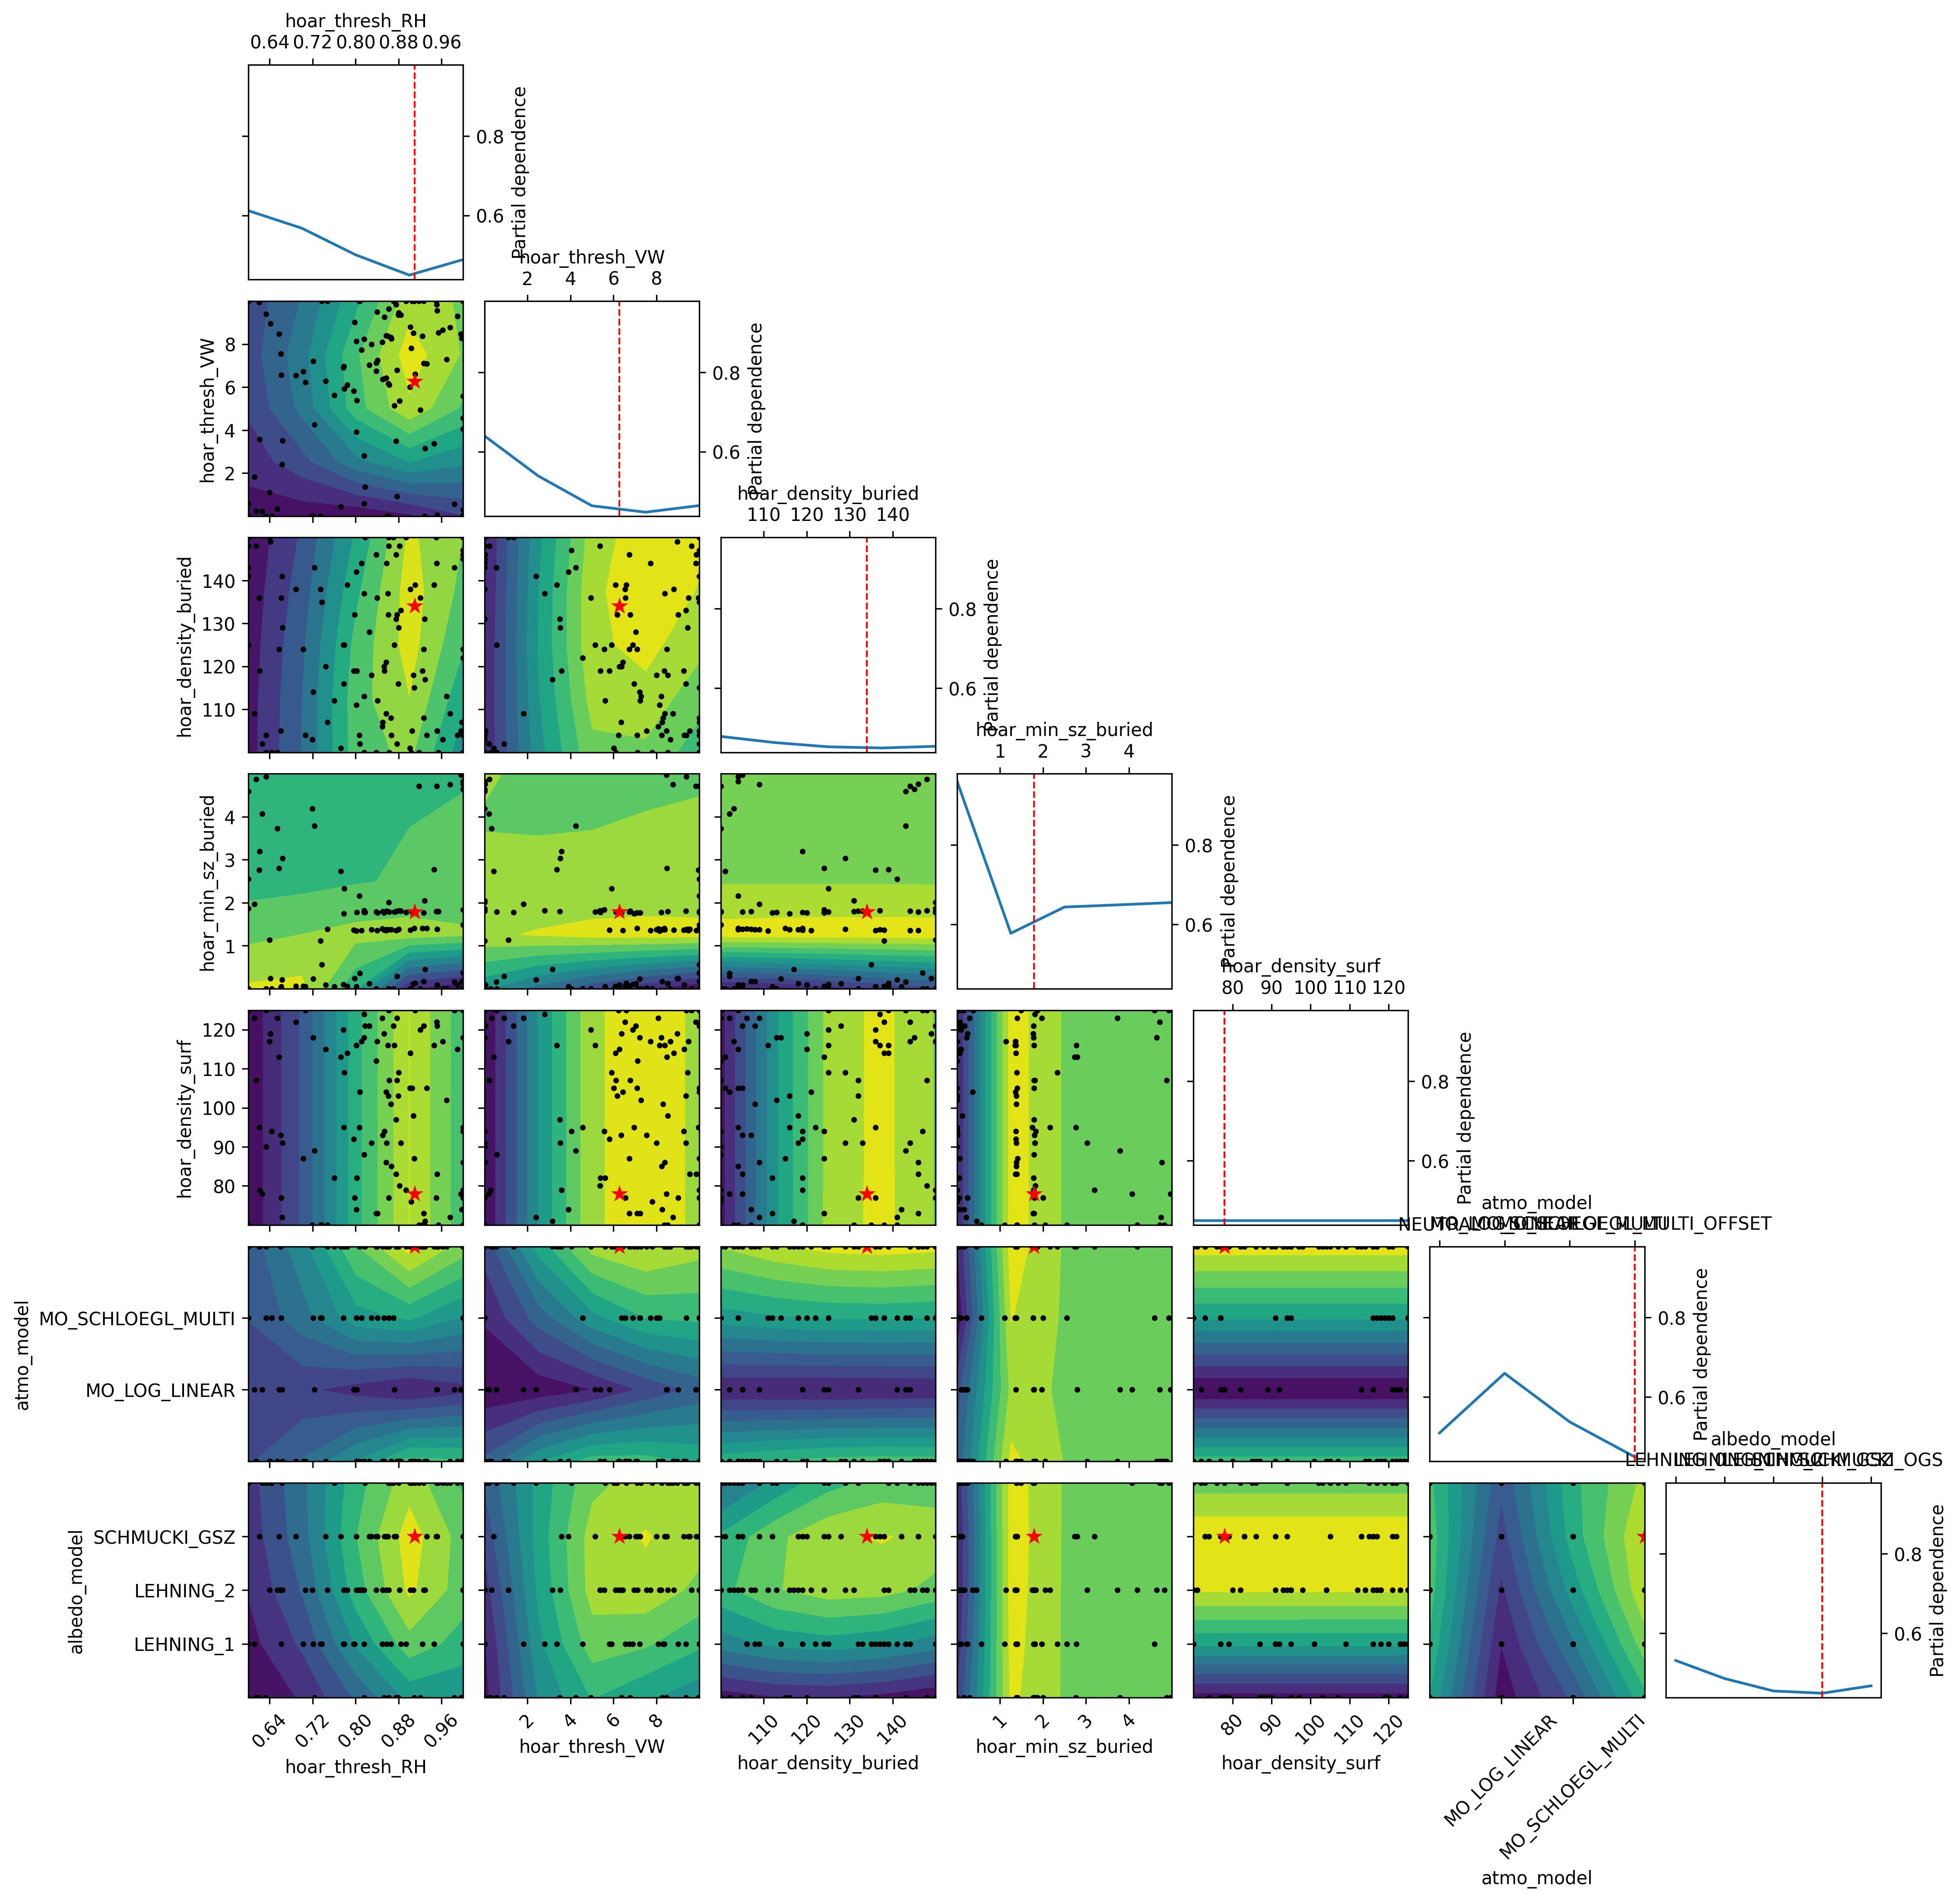 hoar_thresh_RH
0.64 0.72 0.80 0.88 0.96
0.8
0.6
Partial dependence
hoar_thresh_VW
2 4 6 8
8
6
4
2
hoar_thresh_VW
0.8
0.6
Partial dependence
hoar_density_buried
110 120 130 140
140
130
120
110
hoar_density_buried
0.8
0.6
Partial dependence
hoar_min_sz_buried
1 2 3 4
4
3
2
1
hoar_min_sz_buried
0.8
0.6
Partial dependence
hoar_density_surf
80 90 100 110 120
120
110
100
90
80
hoar_density_surf
0.8
0.6
Partial dependence
atmo_model
MULTI_OFFSET
MO_SCHLOEGL_MULTI
MO_LOG_LINEAR
atmo_model
0.8
0.6
Partial dependence
albedo_model
SCHMUCKI_GSZ
LEHNING_2
LEHNING_1
albedo_model
0.8
0.6
Partial dependence
0.64 0.72 0.80 0.88 0.96
hoar_thresh_RH
2 4 6 8
hoar_thresh_VW
110 120 130 140
hoar_density_buried
1 2 3 4
hoar_min_sz_buried
80 90 100 110 120
hoar_density_surf
MO_LOG_LINEAR
MO_SCHLOEGL_MULTI
atmo_model